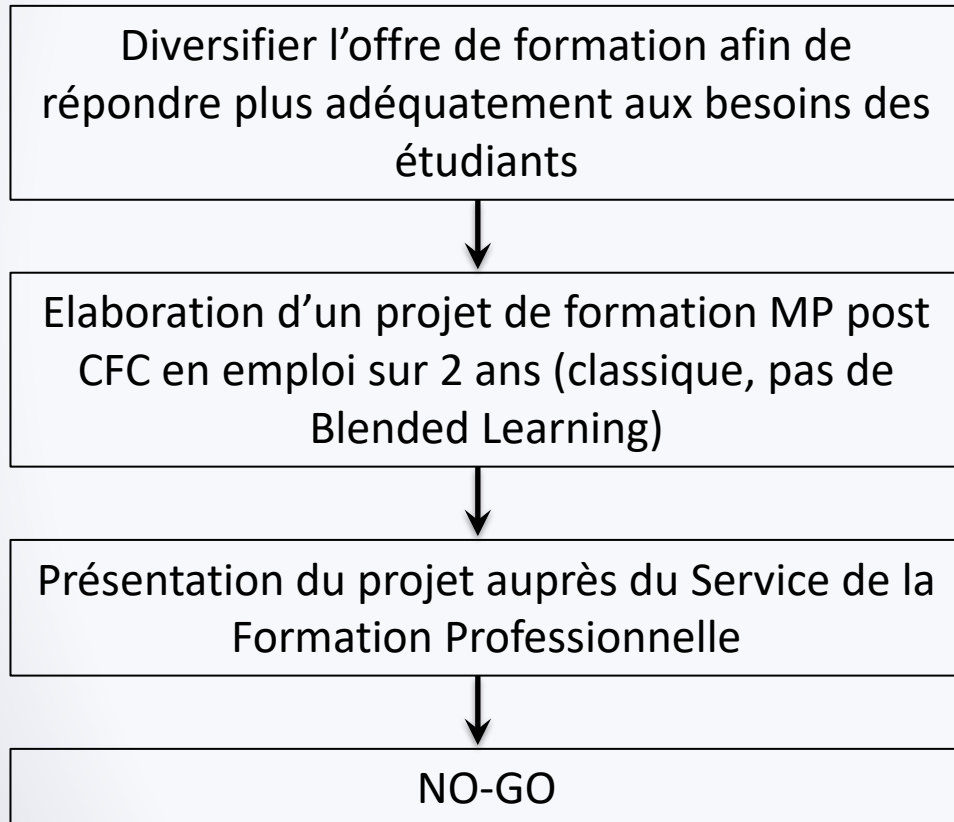 Diversifier l’offre de formation afin de
répondre plus adéquatement aux besoins des
étudiants
Elaboration d’un projet de formation MP post
CFC en emploi sur 2 ans (classique, pas de
Blended Learning)
Présentation du projet auprès du Service de la
Formation Professionnelle
NO-GO